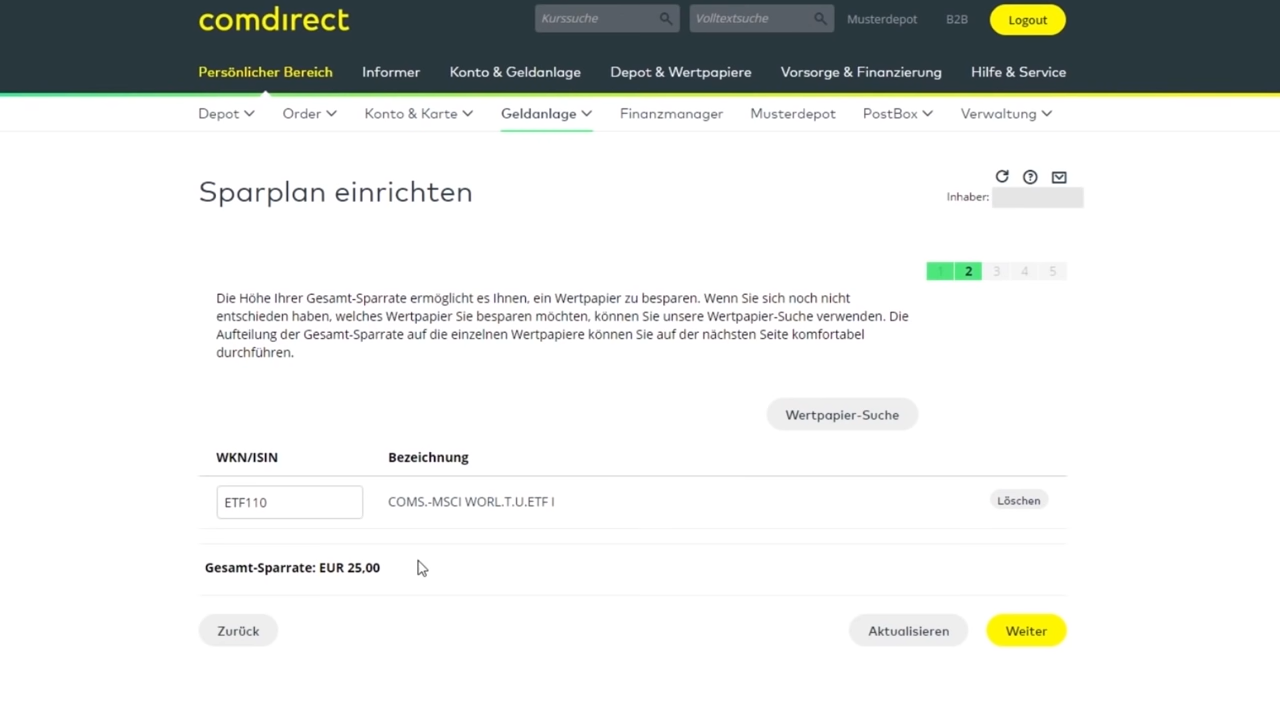 comdirect
Kurssuche
Volltextsuche
Musterdepot
B2B
Logout
Persönlicher Bereich
Informer
Konto & Geldanlage
Depot & Wertpapiere
Vorsorge & Finanzierung
Hilfe & Service
Depot
Order
Konto & Karte
Geldanlage
Finanzmanager
Musterdepot
PostBox
Verwaltung
Sparplan einrichten
Inhaber:
1 2 3 4 5
Die Höhe Ihrer Gesamt-Sparrate ermöglicht es Ihnen, ein Wertpapier zu besparen. Wenn Sie sich noch nicht
entschieden haben, welches Wertpapier Sie besparen möchten, können Sie unsere Wertpapier-Suche verwenden. Die
Aufteilung der Gesamt-Sparrate auf die einzelnen Wertpapiere können Sie auf der nächsten Seite komfortabel
durchführen.
Wertpapier-Suche
WKN/ISIN
Bezeichnung
ETF110
COMS.-MSCI WORL.T.U.ETF I
Löschen
Gesamt-Sparrate: EUR 25,00
Zurück
Aktualisieren
Weiter